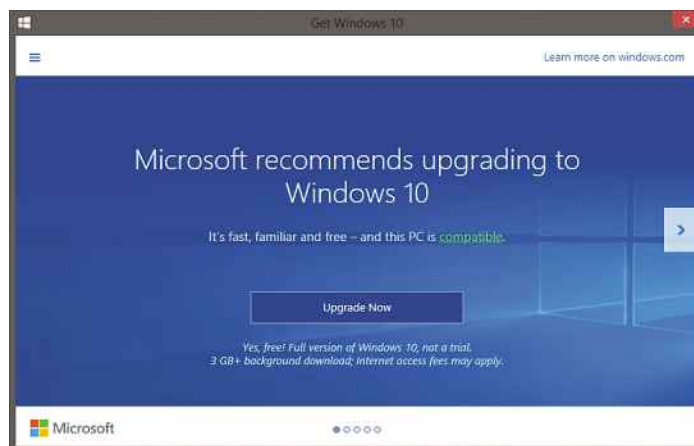 Get Windows 10
Learn more on windows.com
Microsoft recommends upgrading to
Windows 10
It's fast, familiar and free – and this PC is compatible.
Upgrade Now
Yes, free! Full version of Windows 10, not a trial.
3 GB+ background download; Internet access fees may apply.
Microsoft